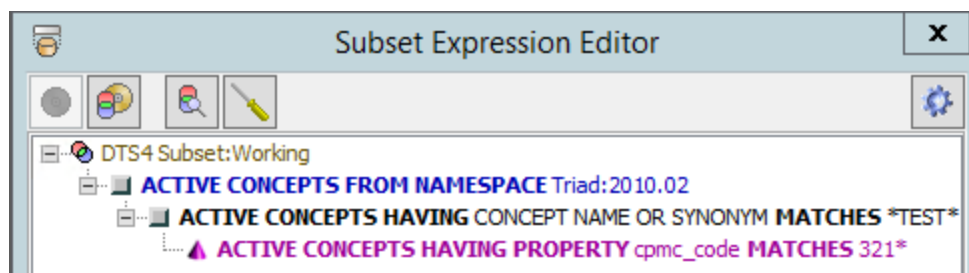 Subset Expression Editor
x
DTS4 Subset:Working
ACTIVE CONCEPTS FROM NAMESPACE Triad:2010.02
ACTIVE CONCEPTS HAVING CONCEPT NAME OR SYNONYM MATCHES *TEST*
ACTIVE CONCEPTS HAVING PROPERTY cpmc_code MATCHES 321*